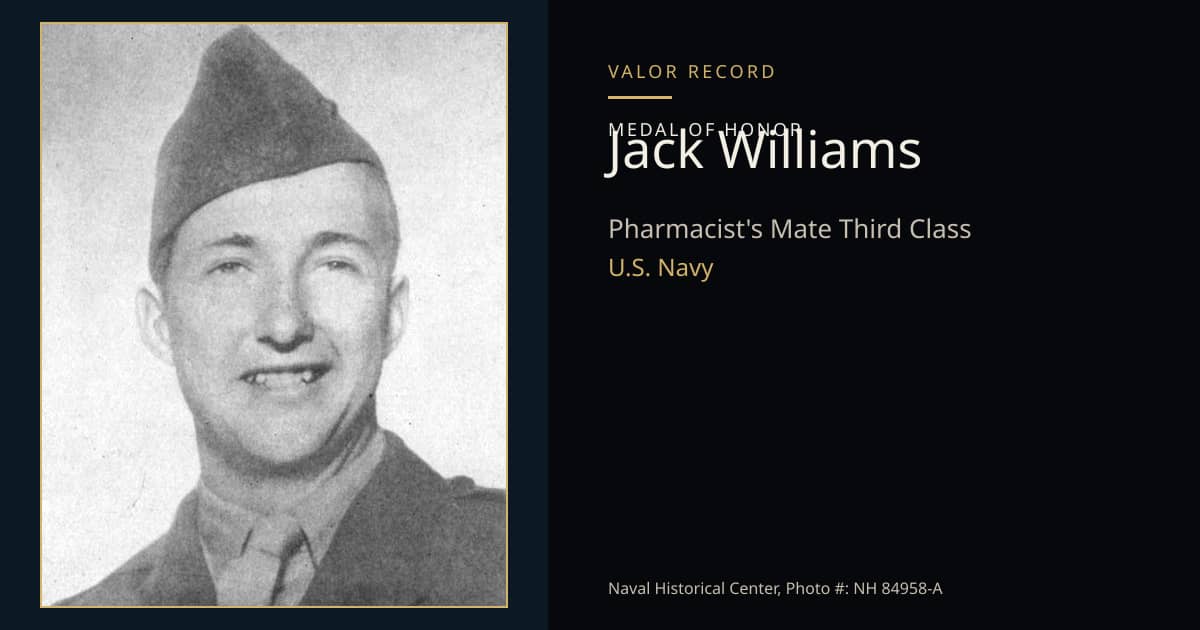 VALOR RECORD
MEDAL OF HONOR
Jack Williams
Pharmacist's Mate Third Class
U.S. Navy
Naval Historical Center, Photo #: NH 84958-A